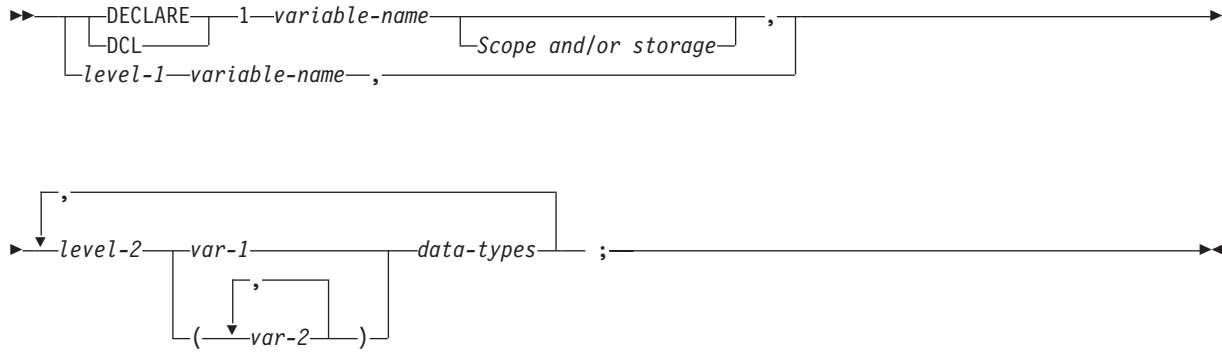 DECLARE 1 variable-name ,
DCL Scope and/or storage
level-1 variable-name ,
,
level-2 var-1 data-types ;
,
( var-2 )